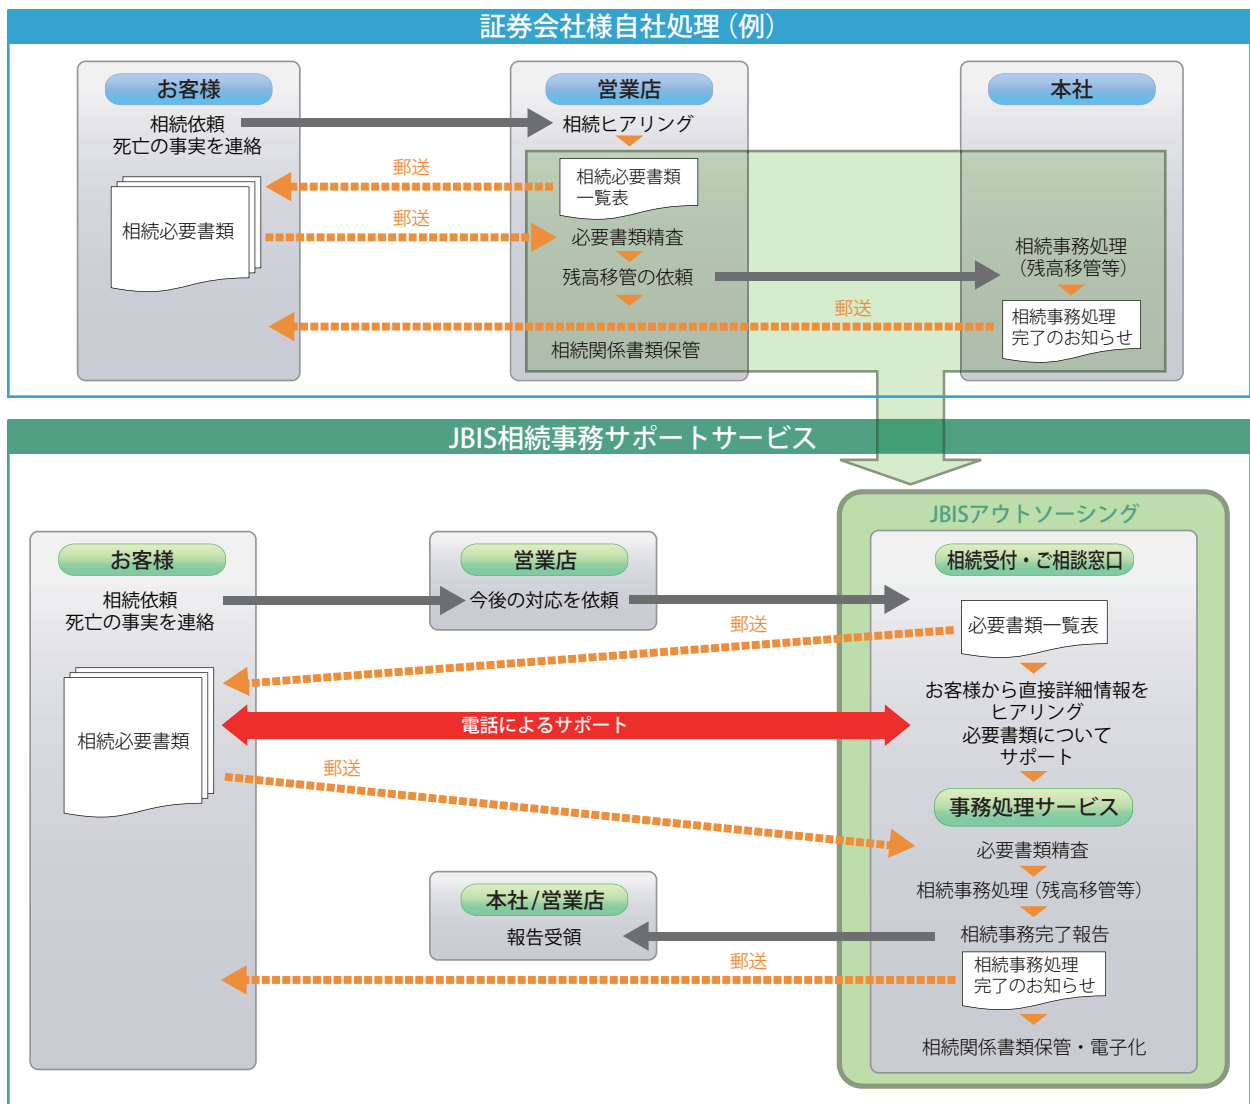 証券会社様自社処理（例）
お客様
営業店
本社
相続依頼
死亡の事実を連絡
相続ヒアリング
郵送
相続必要書類
一覧表
相続必要書類
郵送
必要書類精査
残高移管の依頼
相続事務処理
（残高移管等）
郵送
相続事務処理
完了のお知らせ
相続関係書類保管
JBIS相続事務サポートサービス
JBISアウトソーシング
お客様
営業店
相続受付・ご相談窓口
相続依頼
死亡の事実を連絡
今後の対応を依頼
郵送
必要書類一覧表
お客様から直接詳細情報を
ヒアリング
必要書類について
サポート
電話によるサポート
相続必要書類
郵送
事務処理サービス
必要書類精査
相続事務処理（残高移管等）
本社/営業店
報告受領
相続事務完了報告
郵送
相続事務処理
完了のお知らせ
相続関係書類保管・電子化